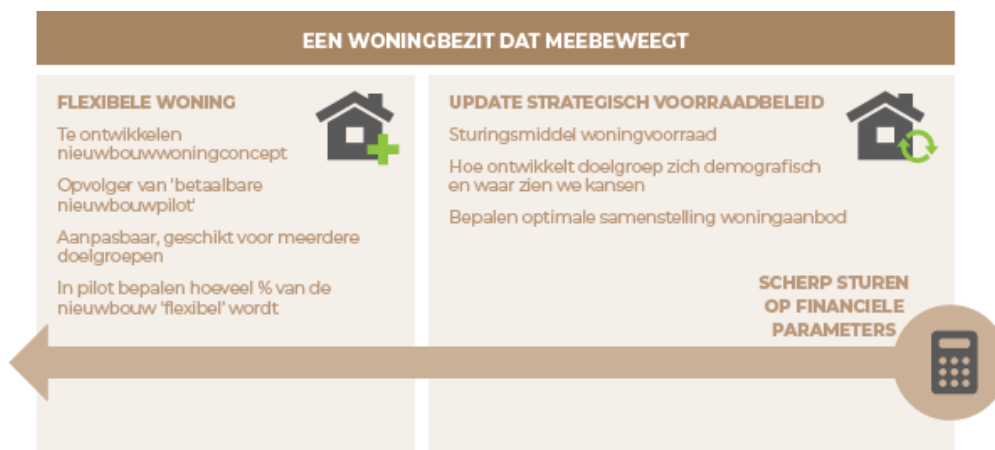 EEN WONINGBEZIT DAT MEEBEWEEGT
FLEXIBELE WONING
Te ontwikkelen
nieuwbouwwoningconcept
Opvolger van 'betaalbare
nieuwbouwpilot'
Aanpasbaar, geschikt voor meerdere
doelgroepen
In pilot bepalen hoeveel % van de
nieuwbouw ‘flexibel’ wordt
UPDATE STRATEGISCH VOORRAADBELEID
Sturingsmiddel woningvoorraad
Hoe ontwikkelt doelgroep zich demografisch
en waar zien we kansen
Bepalen optimale samenstelling woningaanbod
SCHERP STUREN
OP FINANCIELE
PARAMETERS